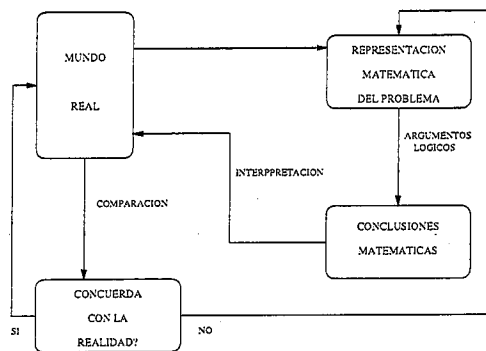 MUNDO
REAL
REPRESENTACION
MATEMATICA
DEL PROBLEMA
ARGUMENTOS
LOGICOS
INTERPPRETACION
COMPARACION
CONCLUSIONES
MATEMATICAS
CONCUERDA
CON LA
REALIDAD?
SI
NO